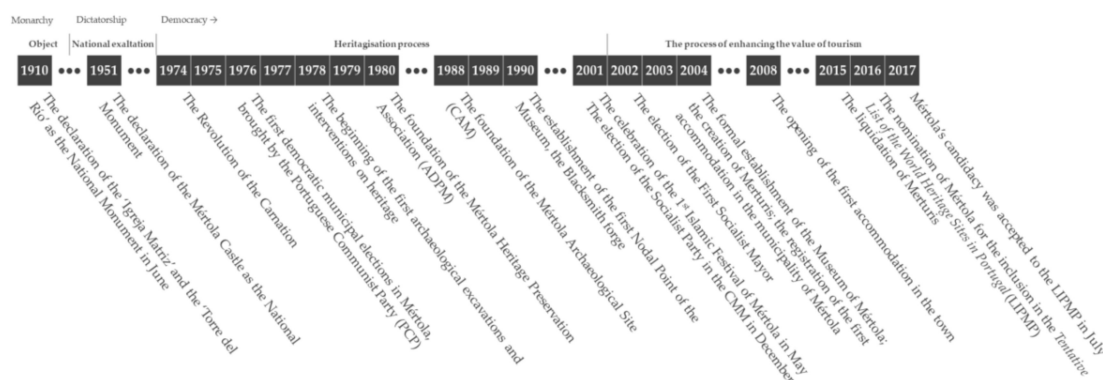 Monarchy Dictatorship Democracy →
Object National exaltation Heritagisation process The process of enhancing the value of tourism
1910 ●●● 1951 ●●● 1974 1975 1976 1977 1978 1979 1980 ●●● 1988 1989 1990 ●●● 2001 2002 2003 2004 ●●● 2008 ●●● 2015 2016 2017
The declaration of the 'Igreja Matriz' and the 'Torre del
Rio' as the National Monument in June
The declaration of the Mértola Castle as the National
Monument
The Revolution of the Carnation
The first democratic municipal elections in Mértola,
brought by the Portuguese Communist Party (PCP)
The beginning of the first archaeological excavations and
interventions on heritage
The foundation of the Mértola Heritage Preservation
Association (ADPM)
The foundation of the Mértola Archaeological Site
(CAM)
The establishment of the first Nodal Point of the
Museum, the Blacksmith forge
The celebration of the 1st Islamic Festival of Mértola in May
The election of the Socialist Party in the CMM in December
The election of the First Socialist Mayor
The formal establishment of the Museum of Mértola;
the creation of Merturis; the registration of the first
accommodation in the municipality of Mértola
The opening of the first accommodation in the town
The liquidation of Merturis
The nomination of Mértola for the inclusion in the Tentative
List of the World Heritage Sites in Portugal (LIPMP)
Mértola's candidacy was accepted to the LIPMP in July